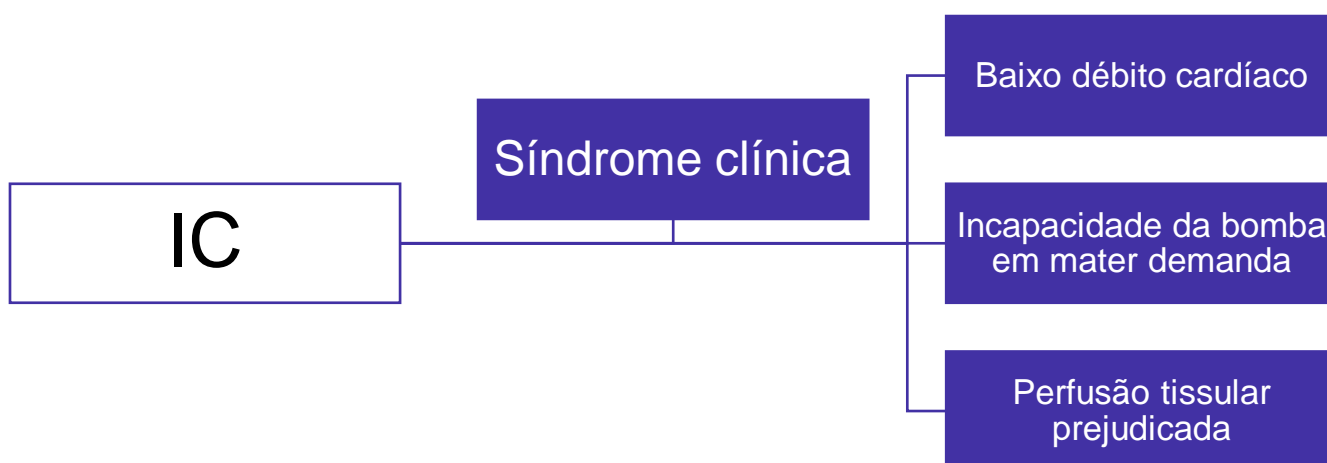 IC
Síndrome clínica
Baixo débito cardíaco
Incapacidade da bomba
em mater demanda
Perfusão tissular
prejudicada